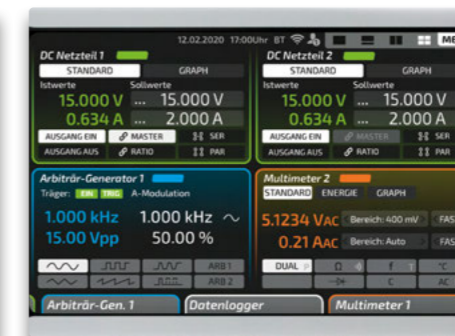 12.02.2020 17:00Uhr BT
DC Netzteil 1
STANDARD GRAPH
Istwerte Sollwerte
15.000 V ... 15.000 V
0.634 A ... 2.000 A
AUSGANG EIN MASTER SER
AUSGANG AUS RATIO PAR
DC Netzteil 2
STANDARD GRAPH
Istwerte Sollwerte
15.000 V ... 15.000 V
0.634 A ... 2.000 A
AUSGANG EIN MASTER SER
AUSGANG AUS RATIO PAR
Arbiträr-Generator 1
Träger: EIN TRIG A-Modulation
1.000 kHz 1.000 kHz
15.00 Vpp 50.00 %
ARB 1
ARB 2
Multimeter 2
STANDARD ENERGIE GRAPH
5.1234 VAC Bereich: 400 mV FAS
0.21 AAC Bereich: Auto FAS
DUAL P Ω f T °C
C AC
Arbiträr-Gen. 1 Datenlogger Multimeter 1